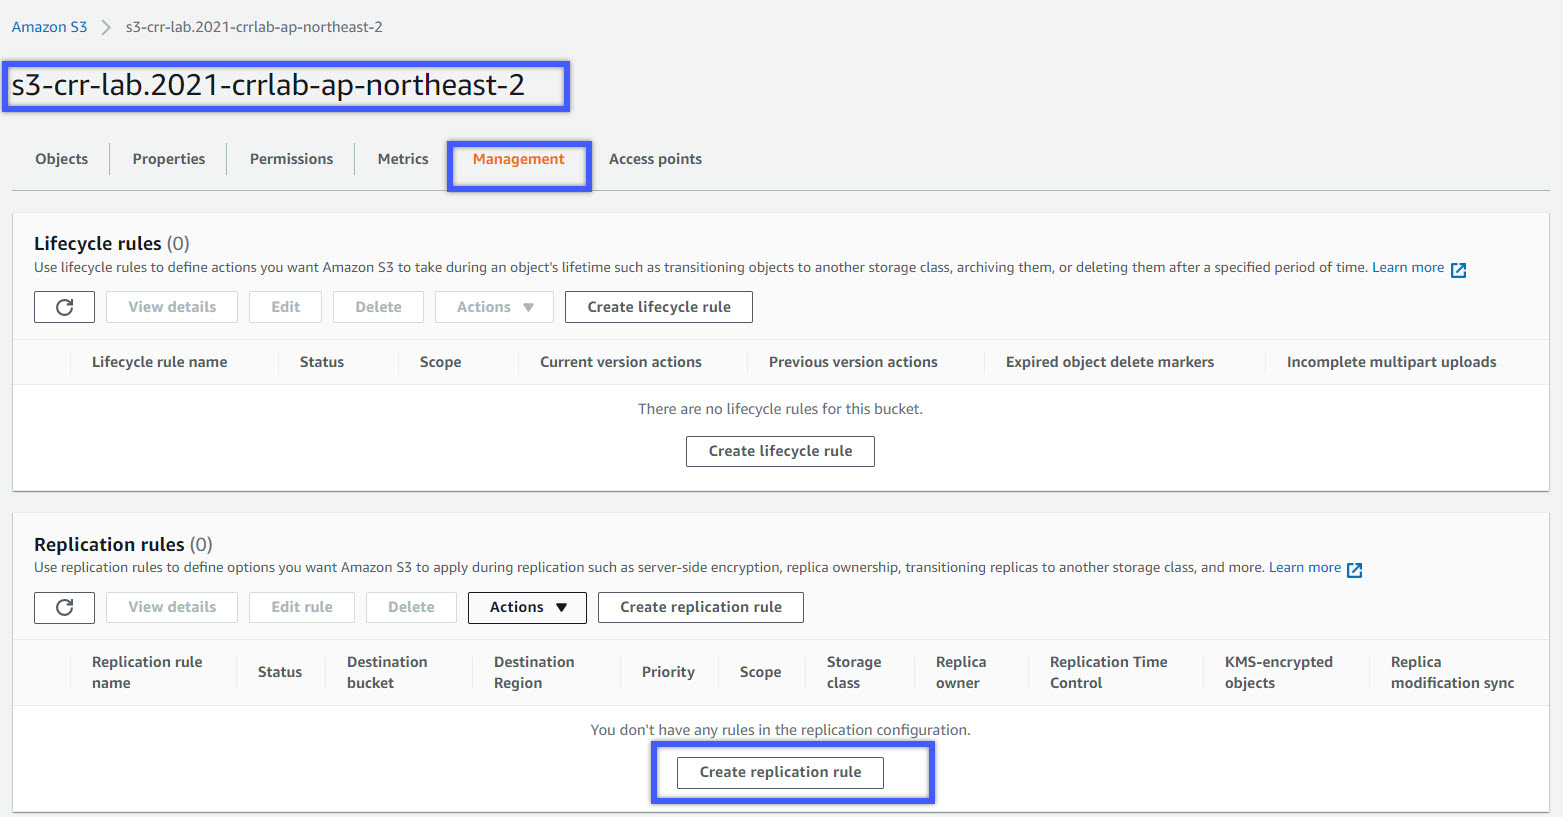 Amazon S3 > s3-crr-lab.2021-crrlab-ap-northeast-2
s3-crr-lab.2021-crrlab-ap-northeast-2
Objects Properties Permissions Metrics Management Access points
Lifecycle rules (0)
Use lifecycle rules to define actions you want Amazon S3 to take during an object's lifetime such as transitioning objects to another storage class, archiving them, or deleting them after a specified period of time. Learn more
View details Edit Delete Actions Create lifecycle rule
Lifecycle rule name Status Scope Current version actions Previous version actions Expired object delete markers Incomplete multipart uploads
There are no lifecycle rules for this bucket.
Create lifecycle rule
Replication rules (0)
Use replication rules to define options you want Amazon S3 to apply during replication such as server-side encryption, replica ownership, transitioning replicas to another storage class, and more. Learn more
View details Edit rule Delete Actions Create replication rule
Replication rule name Status Destination bucket Destination Region Priority Scope Storage class Replica owner Replication Time Control KMS-encrypted objects Replica modification sync
You don't have any rules in the replication configuration.
Create replication rule